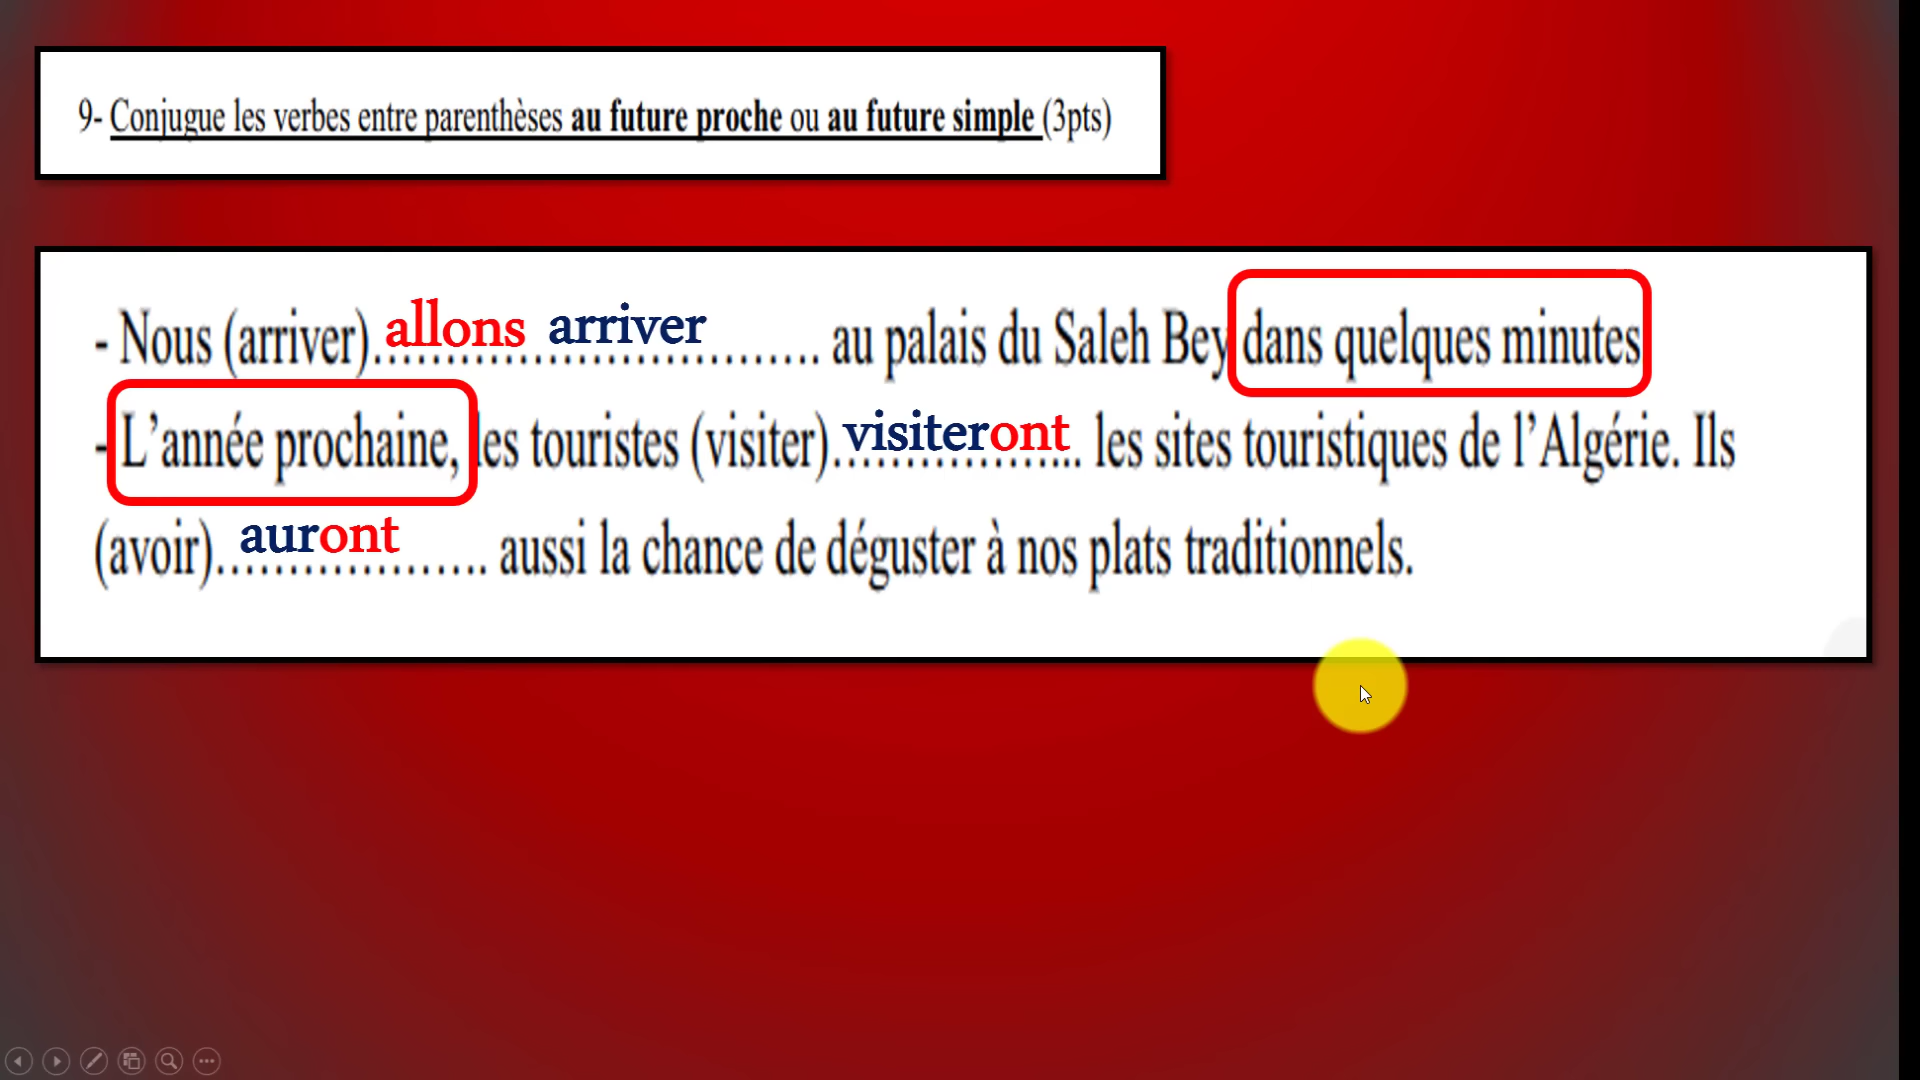 9- Conjugue les verbes entre parenthèses au future proche ou au future simple (3pts)
- Nous (arriver) allons arriver ................................ au palais du Saleh Bey dans quelques minutes
- L'année prochaine, les touristes (visiter) visiteront .................. les sites touristiques de l'Algérie. Ils
(avoir) auront ................... aussi la chance de déguster à nos plats traditionnels.